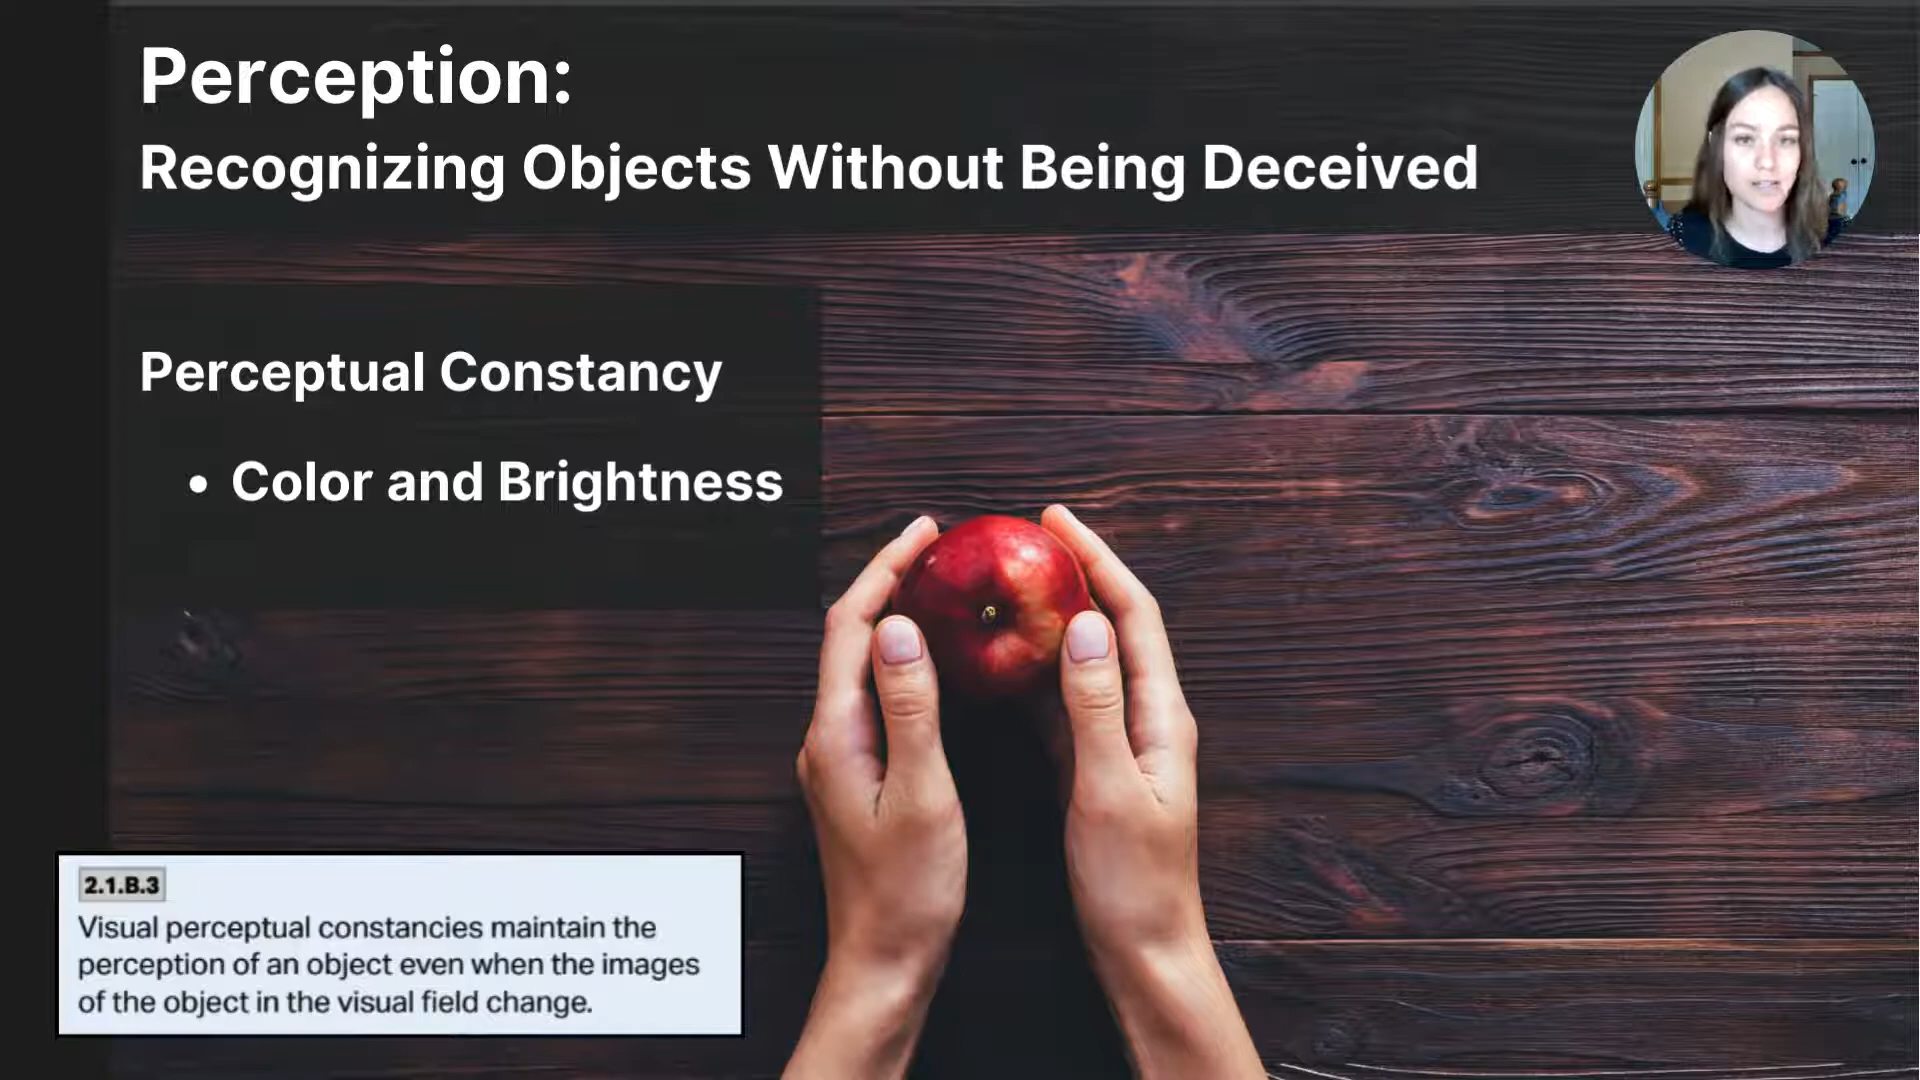 Perception:
Recognizing Objects Without Being Deceived
Perceptual Constancy
• Color and Brightness
2.1.B.3
Visual perceptual constancies maintain the
perception of an object even when the images
of the object in the visual field change.